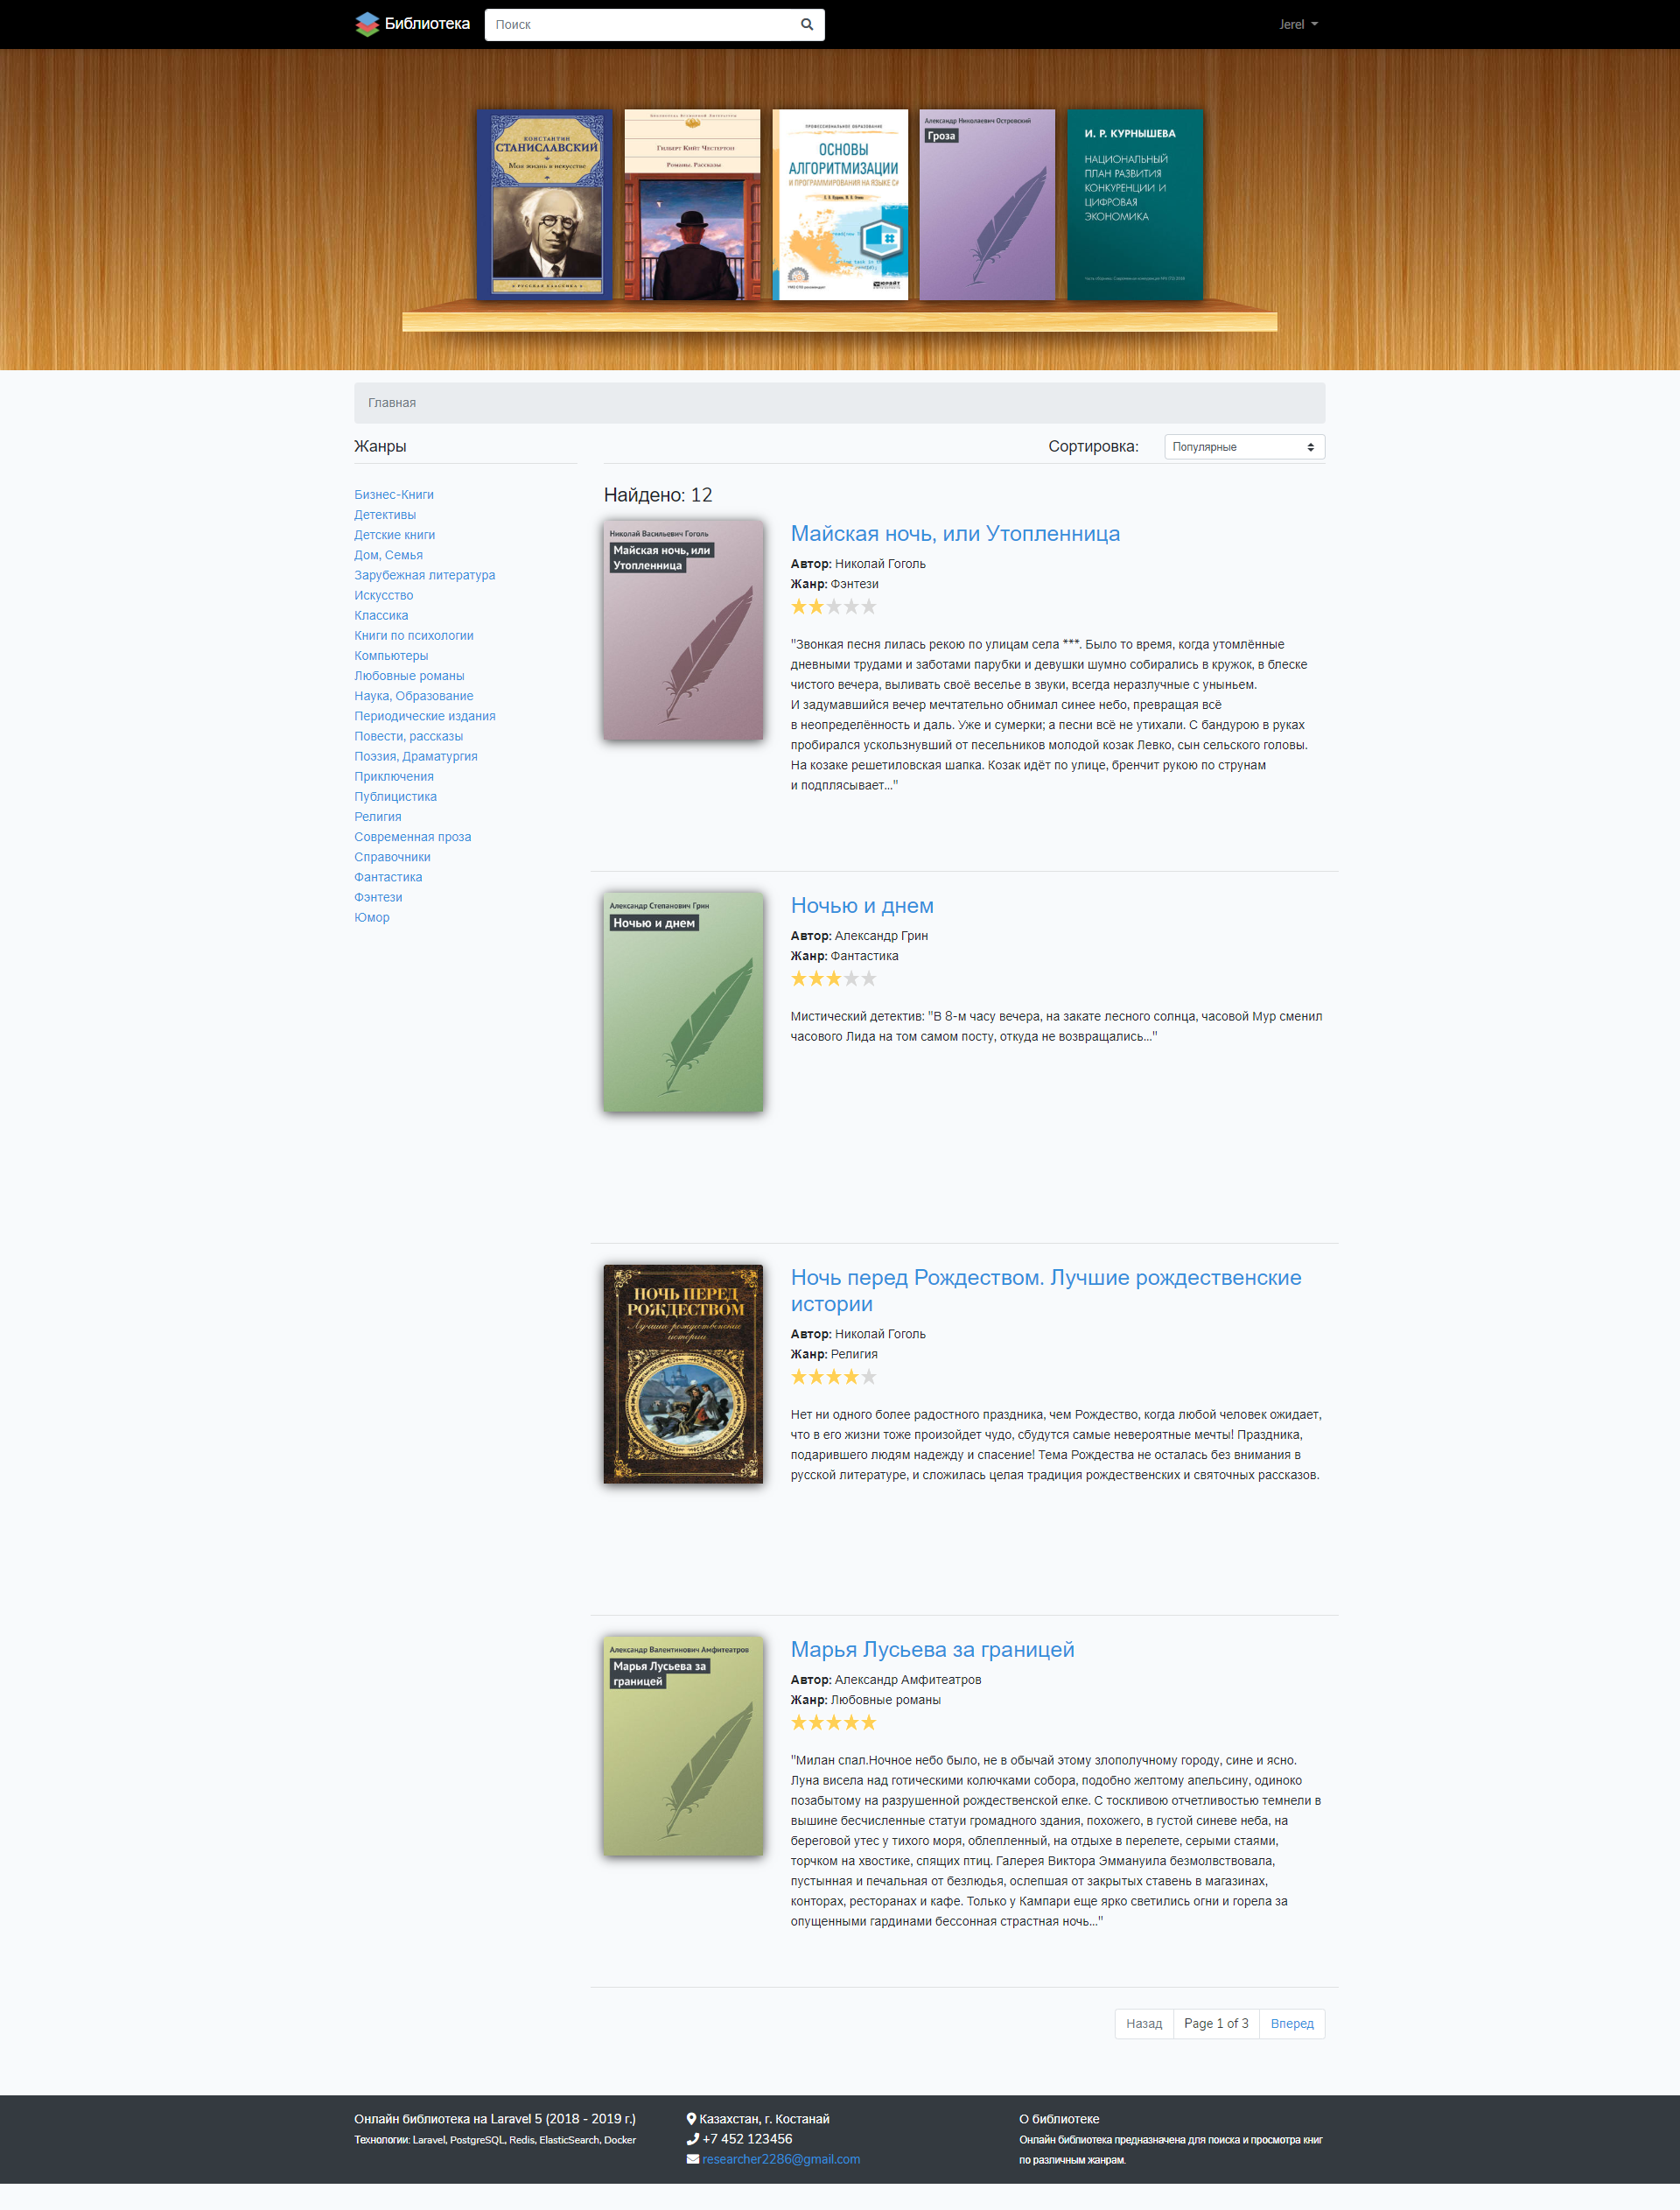 Библиотека
Поиск
Jerel
КОНСТАНТИН
СТАНИСЛАВСКИЙ
Моя жизнь в искусстве
РУССКАЯ КЛАССИКА
БИБЛИОТЕКА ВСЕМИРНОЙ ЛИТЕРАТУРЫ
ГИЛБЕРТ КИЙТ ЧЕСТЕРТОН
РОМАНЫ. РАССКАЗЫ
ПРОФЕССИОНАЛЬНОЕ ОБРАЗОВАНИЕ
ОСНОВЫ
АЛГОРИТМИЗАЦИИ
И ПРОГРАММИРОВАНИЯ НА ЯЗЫКЕ C#
юрайт
Александр Николаевич Островский
Гроза
И. Р. КУРНЫШЕВА
НАЦИОНАЛЬНЫЙ
ПЛАН РАЗВИТИЯ
КОНКУРЕНЦИИ И
ЦИФРОВАЯ
ЭКОНОМИКА
Главная
Жанры
Сортировка:
Популярные
Бизнес-Книги
Детективы
Детские книги
Дом, Семья
Зарубежная литература
Искусство
Классика
Книги по психологии
Компьютеры
Любовные романы
Наука, Образование
Периодические издания
Повести, рассказы
Поэзия, Драматургия
Приключения
Публицистика
Религия
Современная проза
Справочники
Фантастика
Фэнтези
Юмор
Найдено: 12
Николай Васильевич Гоголь
Майская ночь, или
Утопленница
Майская ночь, или Утопленница
Автор: Николай Гоголь
Жанр: Фэнтези
"Звонкая песня лилась рекою по улицам села ***. Было то время, когда утомлённые
дневными трудами и заботами парубки и девушки шумно собирались в кружок, в блеске
чистого вечера, выливать своё веселье в звуки, всегда неразлучные с уныньем.
И задумавшийся вечер мечтательно обнимал синее небо, превращая всё
в неопределённость и даль. Уже и сумерки; а песни всё не утихали. С бандурою в руках
пробирался ускользнувший от песельников молодой козак Левко, сын сельского головы.
На козаке решетиловская шапка. Козак идёт по улице, бренчит рукою по струнам
и подплясывает..."
Александр Степанович Грин
Ночью и днем
Ночью и днем
Автор: Александр Грин
Жанр: Фантастика
Мистический детектив: "В 8-м часу вечера, на закате лесного солнца, часовой Мур сменил
часового Лида на том самом посту, откуда не возвращались..."
НОЧЬ ПЕРЕД
РОЖДЕСТВОМ
Лучшие рождественские
истории
Ночь перед Рождеством. Лучшие рождественские
истории
Автор: Николай Гоголь
Жанр: Религия
Нет ни одного более радостного праздника, чем Рождество, когда любой человек ожидает,
что в его жизни тоже произойдет чудо, сбудутся самые невероятные мечты! Праздника,
подарившего людям надежду и спасение! Тема Рождества не осталась без внимания в
русской литературе, и сложилась целая традиция рождественских и святочных рассказов.
Александр Валентинович Амфитеатров
Марья Лусьева за
границей
Марья Лусьева за границей
Автор: Александр Амфитеатров
Жанр: Любовные романы
"Милан спал.Ночное небо было, не в обычай этому злополучному городу, сине и ясно.
Луна висела над готическими колючками собора, подобно желтому апельсину, одиноко
позабытому на разрушенной рождественской елке. С тоскливою отчетливостью темнели в
вышине бесчисленные статуи громадного здания, похожего, в густой синеве неба, на
береговой утес у тихого моря, облепленный, на отдыхе в перелете, серыми стаями,
торчком на хвостике, спящих птиц. Галерея Виктора Эммануила безмолвствовала,
пустынная и печальная от безлюдья, ослепшая от закрытых ставень в магазинах,
конторах, ресторанах и кафе. Только у Кампари еще ярко светились огни и горела за
опущенными гардинами бессонная страстная ночь..."
Назад
Page 1 of 3
Вперед
Онлайн библиотека на Laravel 5 (2018 - 2019 г.)
Технологии: Laravel, PostgreSQL, Redis, ElasticSearch, Docker
Казахстан, г. Костанай
+7 452 123456
researcher2286@gmail.com
О библиотеке
Онлайн библиотека предназначена для поиска и просмотра книг
по различным жанрам.